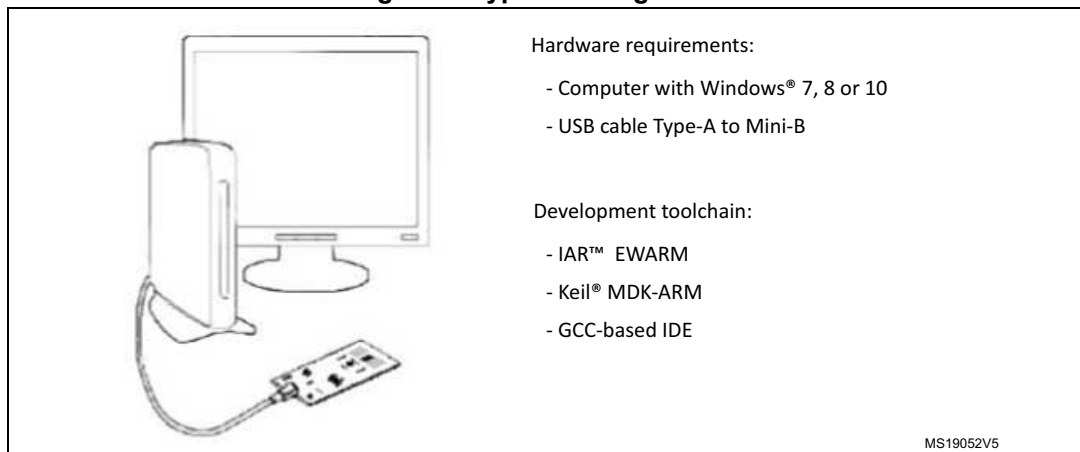 Hardware requirements:
- Computer with Windows® 7, 8 or 10
- USB cable Type-A to Mini-B
Development toolchain:
- IAR™ EWARM
- Keil® MDK-ARM
- GCC-based IDE
MS19052V5